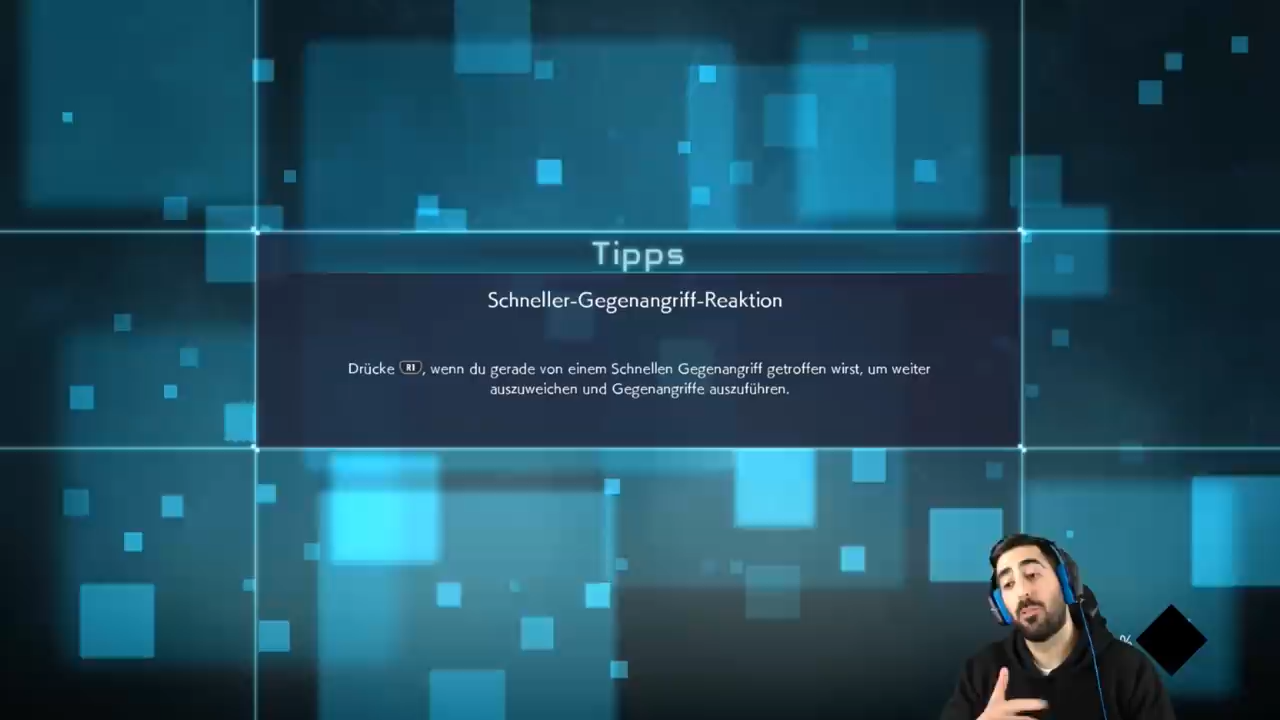 Tipps
Schneller-Gegenangriff-Reaktion
Drücke R1, wenn du gerade von einem Schnellen Gegenangriff getroffen wirst, um weiter
auszuweichen und Gegenangriffe auszuführen.
%